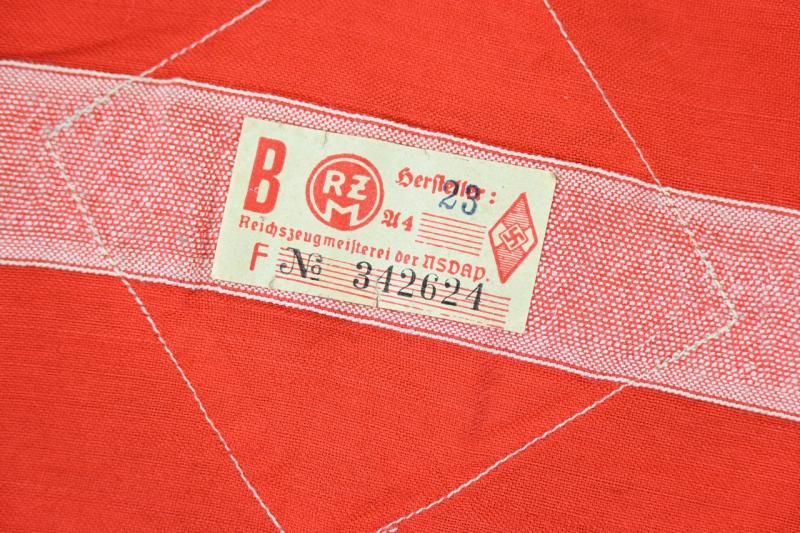 B RZM Hersteller:
A4 23
Reichszeugmeisterei der NSDAP.
F No 342624